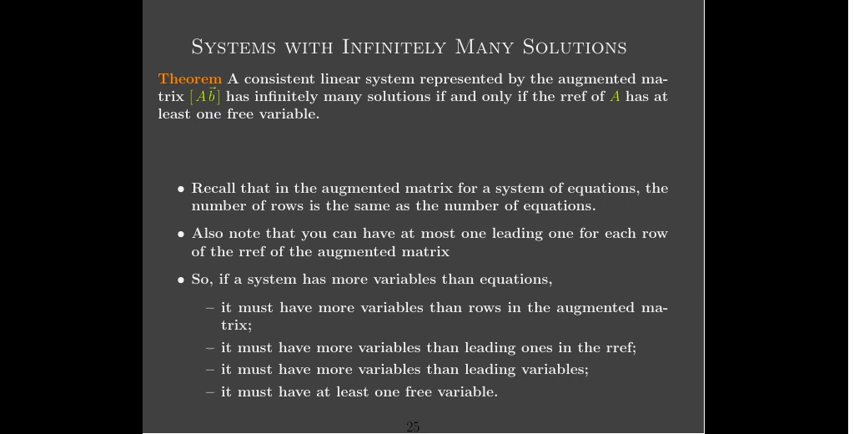 Systems with Infinitely Many Solutions
Theorem A consistent linear system represented by the augmented ma-
trix [A b⃗] has infinitely many solutions if and only if the rref of A has at
least one free variable.
• Recall that in the augmented matrix for a system of equations, the
number of rows is the same as the number of equations.
• Also note that you can have at most one leading one for each row
of the rref of the augmented matrix
• So, if a system has more variables than equations,
– it must have more variables than rows in the augmented ma-
trix;
– it must have more variables than leading ones in the rref;
– it must have more variables than leading variables;
– it must have at least one free variable.
25